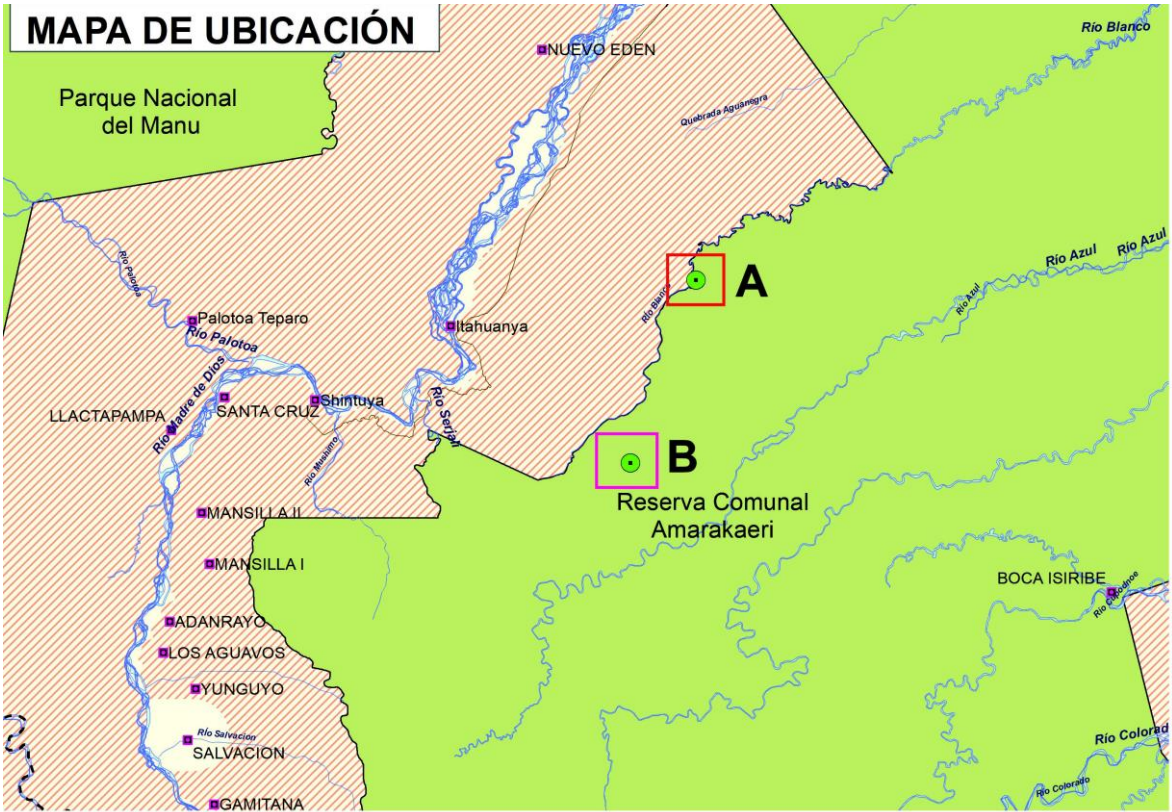 MAPA DE UBICACIÓN
NUEVO EDEN
Río Blanco
Parque Nacional
del Manu
Quebrada Aguanegra
Río Palotoa
Río Azul
Río Azul
Río Azul
A
Río Blanco
Palotoa Teparo
Río Palotoa
Itahuanya
Río Madre de Dios
LLACTAPAMPA
SANTA CRUZ
Shintuya
Río Serjali
Río Mushimo
B
Reserva Comunal
Amarakaeri
MANSILLA II
MANSILLA I
BOCA ISIRIBE
ADANRAYO
LOS AGUAVOS
YUNGUYO
Río Salvacion
SALVACION
Río Colorad
Río Colorado
GAMITANA